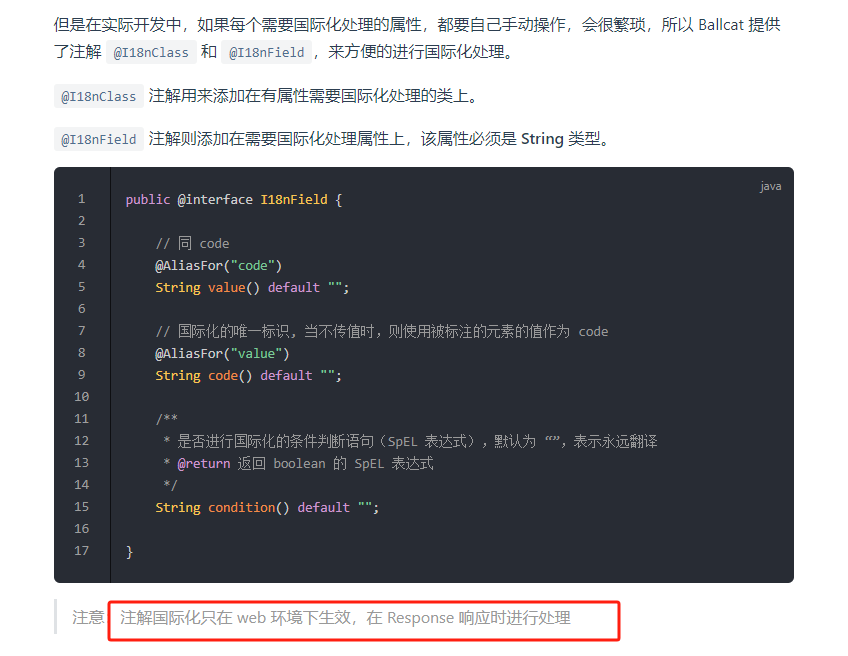 但是在实际开发中，如果每个需要国际化处理的属性，都要自己手动操作，会很繁琐，所以 Ballcat 提供
了注解 @I18nClass 和 @I18nField ，来方便的进行国际化处理。
@I18nClass 注解用来添加在有属性需要国际化处理的类上。
@I18nField 注解则添加在需要国际化处理属性上，该属性必须是 String 类型。
java
1 public @interface I18nField {
2
3 // 同 code
4 @AliasFor("code")
5 String value() default "";
6
7 // 国际化的唯一标识, 当不传值时，则使用被标注的元素的值作为 code
8 @AliasFor("value")
9 String code() default "";
10
11 /**
12 * 是否进行国际化的条件判断语句（SpEL 表达式），默认为 “”，表示永远翻译
13 * @return 返回 boolean 的 SpEL 表达式
14 */
15 String condition() default "";
16
17 }
注意 注解国际化只在 web 环境下生效，在 Response 响应时进行处理